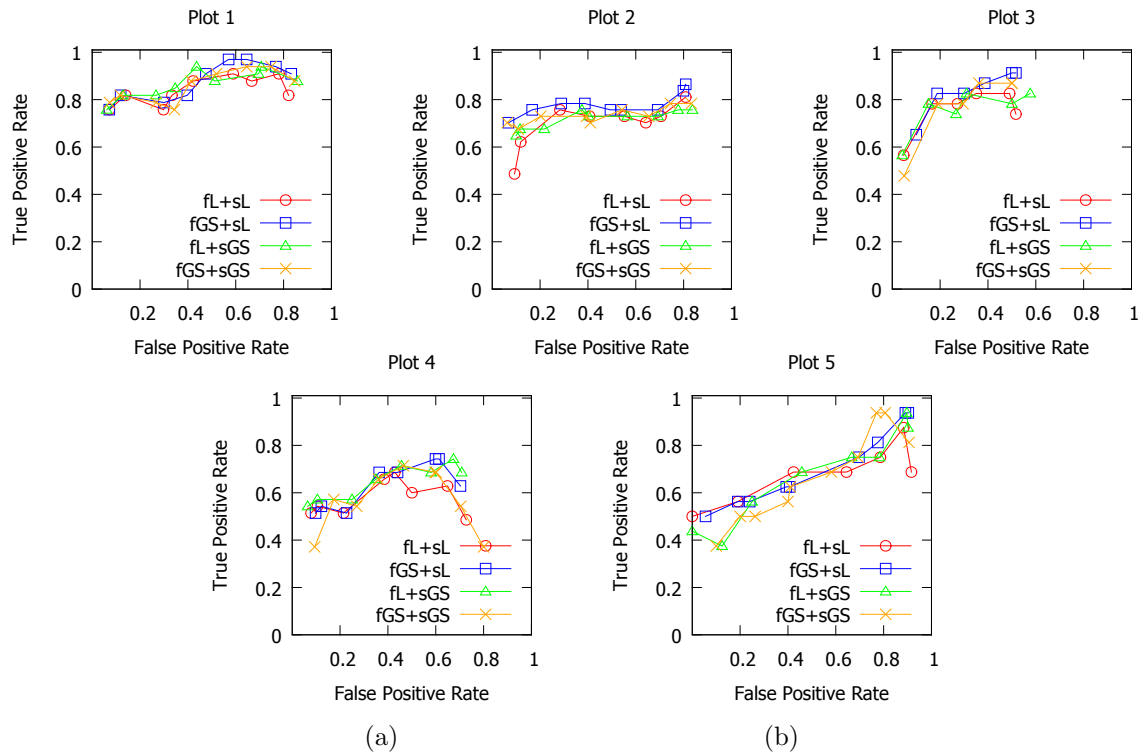 Plot 1
Plot 2
Plot 3
True Positive Rate
1
0.8
0.6
0.4
0.2
0
0.2 0.4 0.6 0.8 1
False Positive Rate
fL+sL
fGS+sL
fL+sGS
fGS+sGS
True Positive Rate
1
0.8
0.6
0.4
0.2
0
0.2 0.4 0.6 0.8 1
False Positive Rate
fL+sL
fGS+sL
fL+sGS
fGS+sGS
True Positive Rate
1
0.8
0.6
0.4
0.2
0
0.2 0.4 0.6 0.8 1
False Positive Rate
fL+sL
fGS+sL
fL+sGS
fGS+sGS
Plot 4
Plot 5
True Positive Rate
1
0.8
0.6
0.4
0.2
0
0.2 0.4 0.6 0.8 1
False Positive Rate
fL+sL
fGS+sL
fL+sGS
fGS+sGS
True Positive Rate
1
0.8
0.6
0.4
0.2
0
0.2 0.4 0.6 0.8 1
False Positive Rate
fL+sL
fGS+sL
fL+sGS
fGS+sGS
(a)
(b)